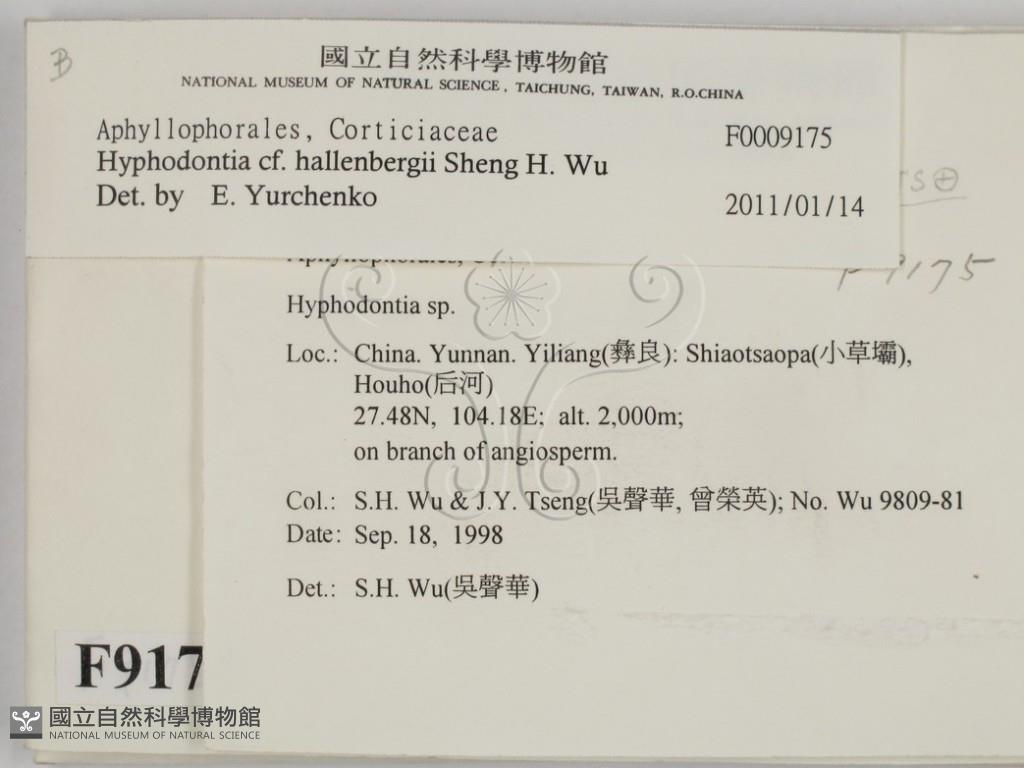 B
國立自然科學博物館
NATIONAL MUSEUM OF NATURAL SCIENCE, TAICHUNG, TAIWAN, R.O.CHINA
Aphyllophorales, Corticiaceae F0009175
Hyphodontia cf. hallenbergii Sheng H. Wu
Det. by E. Yurchenko 2011/01/14
F 9175
Hyphodontia sp.
Loc.: China. Yunnan. Yiliang(彝良): Shiaotsaopa(小草壩),
Houho(后河)
27.48N, 104.18E; alt. 2,000m;
on branch of angiosperm.
Col.: S.H. Wu & J.Y. Tseng(吳聲華, 曾榮英); No. Wu 9809-81
Date: Sep. 18, 1998
Det.: S.H. Wu(吳聲華)
F917
國立自然科學博物館
NATIONAL MUSEUM OF NATURAL SCIENCE